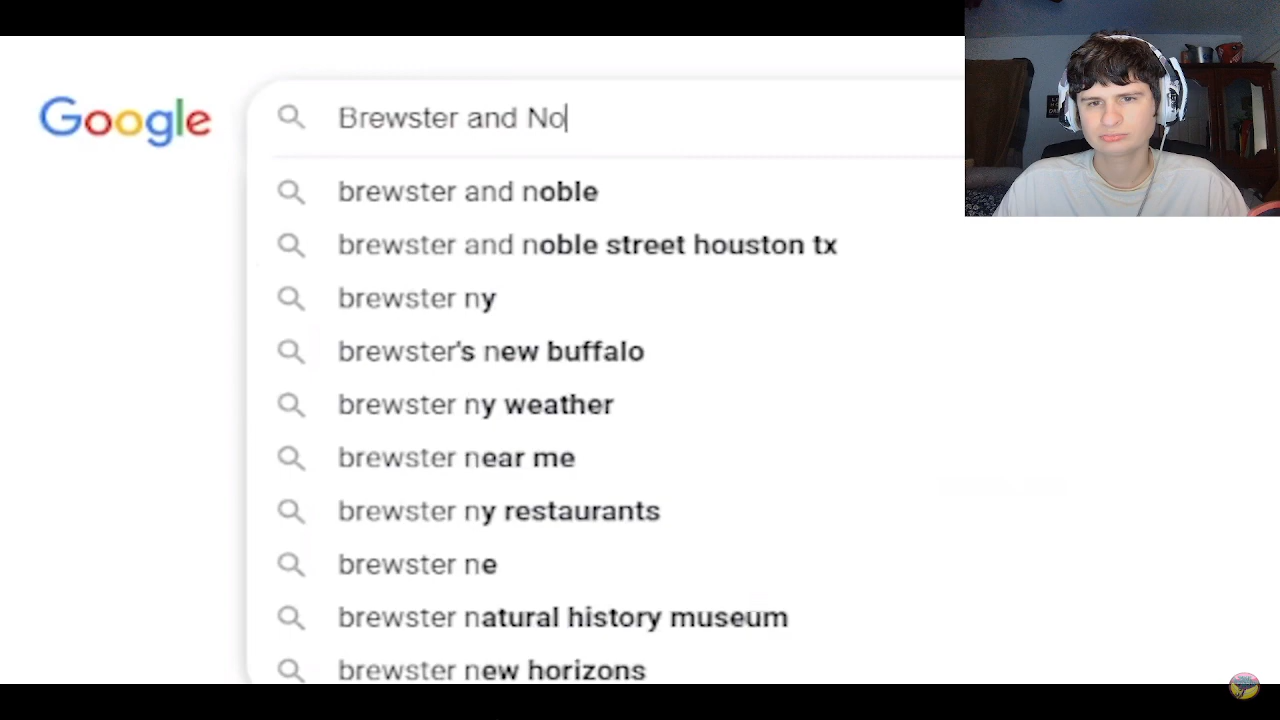 Google
Brewster and No
brewster and noble
brewster and noble street houston tx
brewster ny
brewster's new buffalo
brewster ny weather
brewster near me
brewster ny restaurants
brewster ne
brewster natural history museum
brewster new horizons